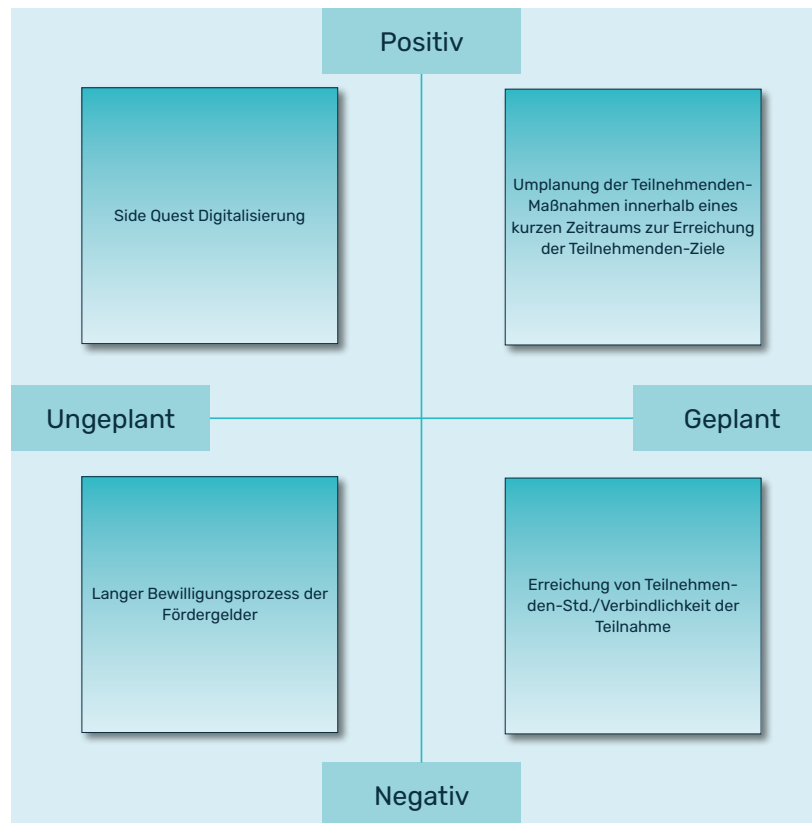 Positiv
Side Quest Digitalisierung
Umplanung der Teilnehmenden-
Maßnahmen innerhalb eines
kurzen Zeitraums zur Erreichung
der Teilnehmenden-Ziele
Ungeplant
Geplant
Langer Bewilligungsprozess der
Fördergelder
Erreichung von Teilnehmen-
den-Std./Verbindlichkeit der
Teilnahme
Negativ